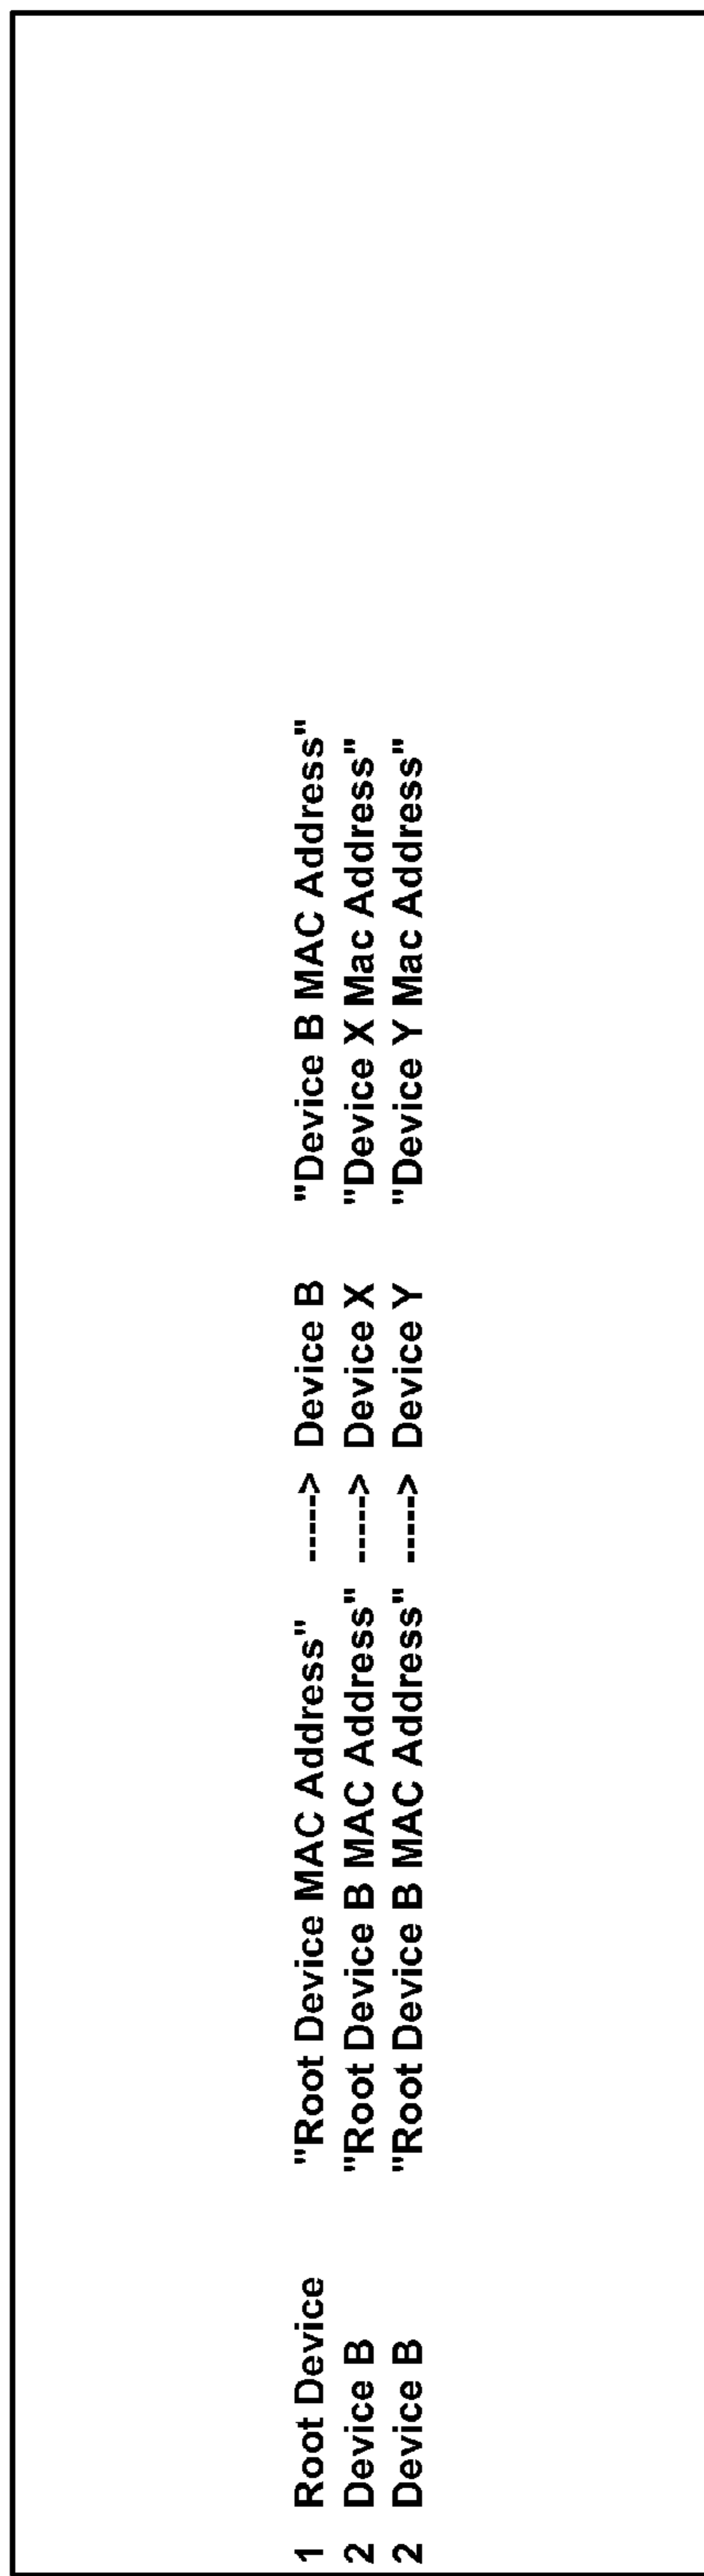 1 Root Device "Root Device MAC Address" -----> Device B "Device B MAC Address"
2 Device B "Root Device B MAC Address" -----> Device X "Device X Mac Address"
2 Device B "Root Device B MAC Address" -----> Device Y "Device Y Mac Address"